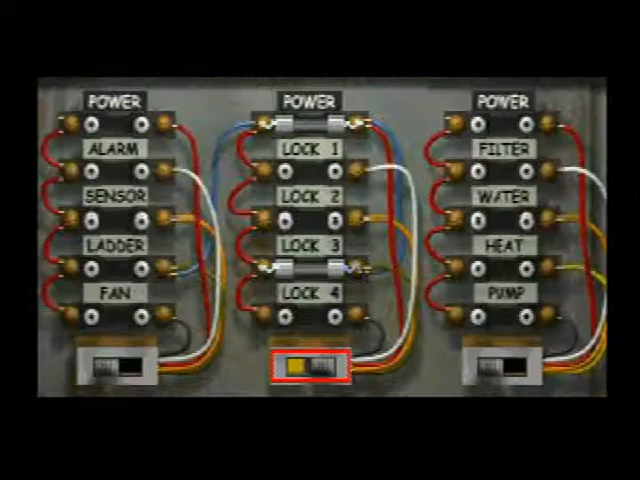 POWER
ALARM
SENSOR
LADDER
FAN
POWER
LOCK 1
LOCK 2
LOCK 3
LOCK 4
POWER
FILTER
WATER
HEAT
PUMP